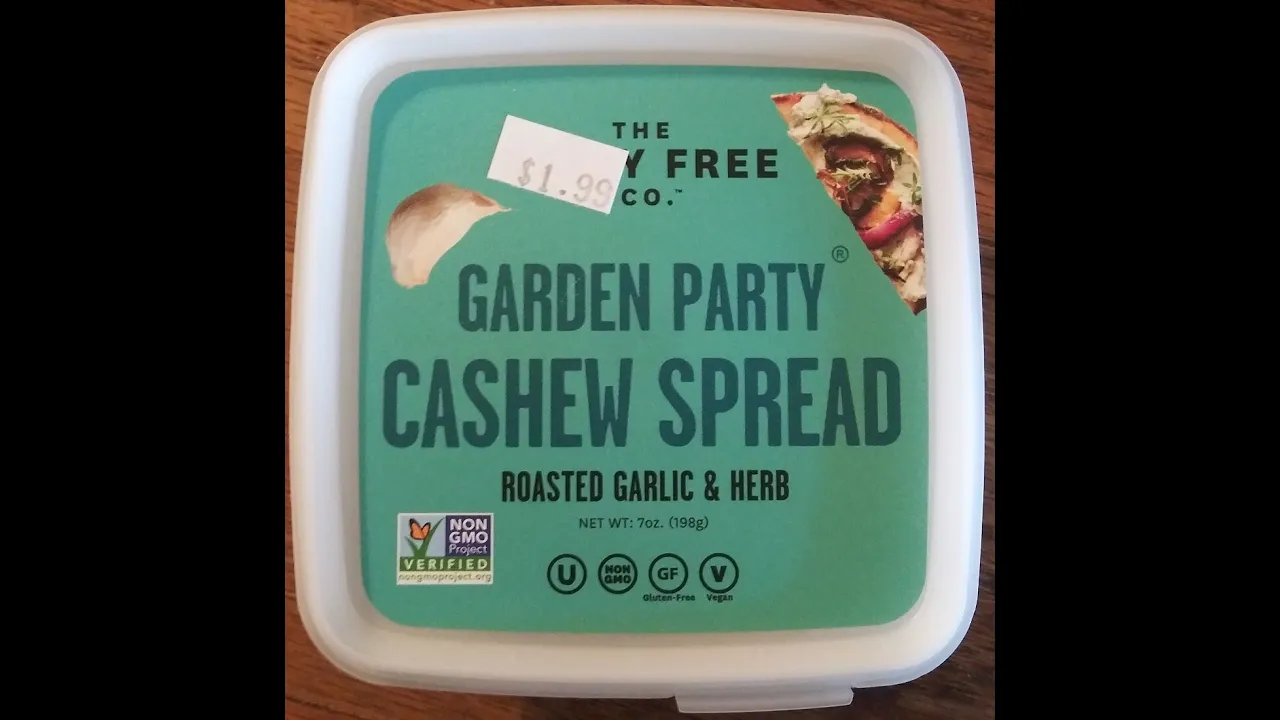 THE
$1.99
Y FREE
CO.™
GARDEN PARTY®
CASHEW SPREAD
ROASTED GARLIC & HERB
NET WT: 7oz. (198g)
NON
GMO
Project
VERIFIED
nongmoproject.org
U
NON
GMO
GF
Gluten-Free
V
Vegan